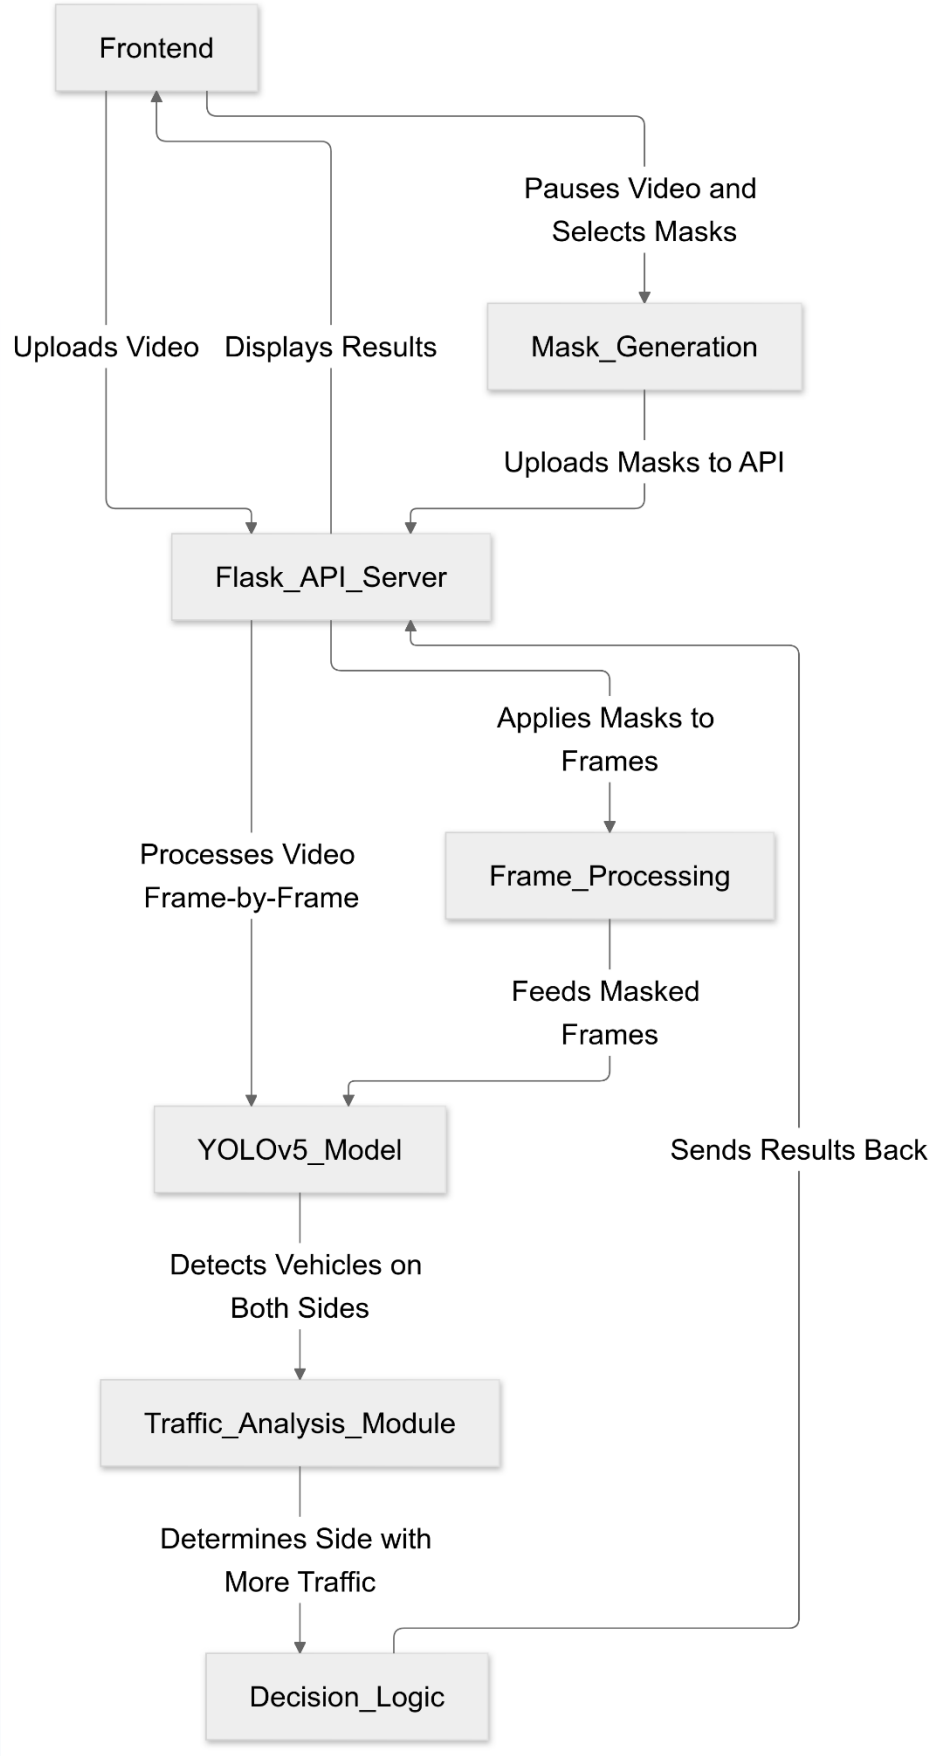 Frontend
Pauses Video and
Selects Masks
Uploads Video
Displays Results
Mask_Generation
Uploads Masks to API
Flask_API_Server
Applies Masks to
Frames
Processes Video
Frame-by-Frame
Frame_Processing
Feeds Masked
Frames
YOLOv5_Model
Sends Results Back
Detects Vehicles on
Both Sides
Traffic_Analysis_Module
Determines Side with
More Traffic
Decision_Logic